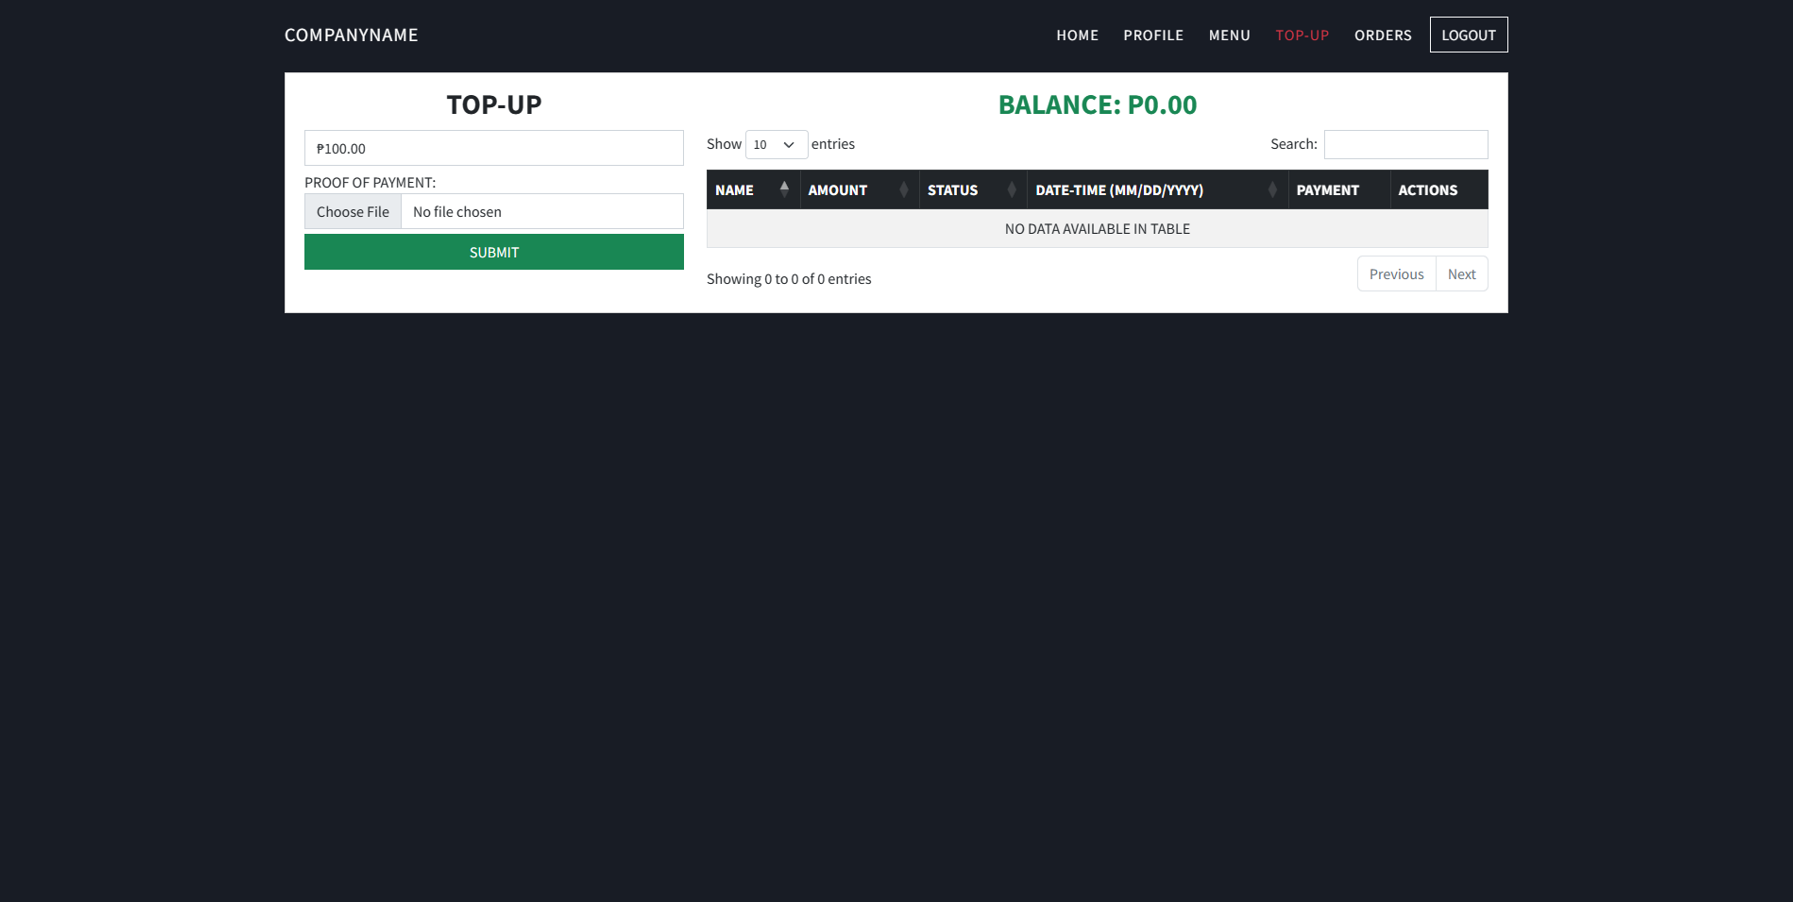 COMPANYNAME
HOME PROFILE MENU TOP-UP ORDERS LOGOUT
TOP-UP
₱100.00
PROOF OF PAYMENT:
Choose File No file chosen
SUBMIT
BALANCE: P0.00
Show 10 entries
Search:
NAME AMOUNT STATUS DATE-TIME (MM/DD/YYYY) PAYMENT ACTIONS
NO DATA AVAILABLE IN TABLE
Showing 0 to 0 of 0 entries
Previous Next